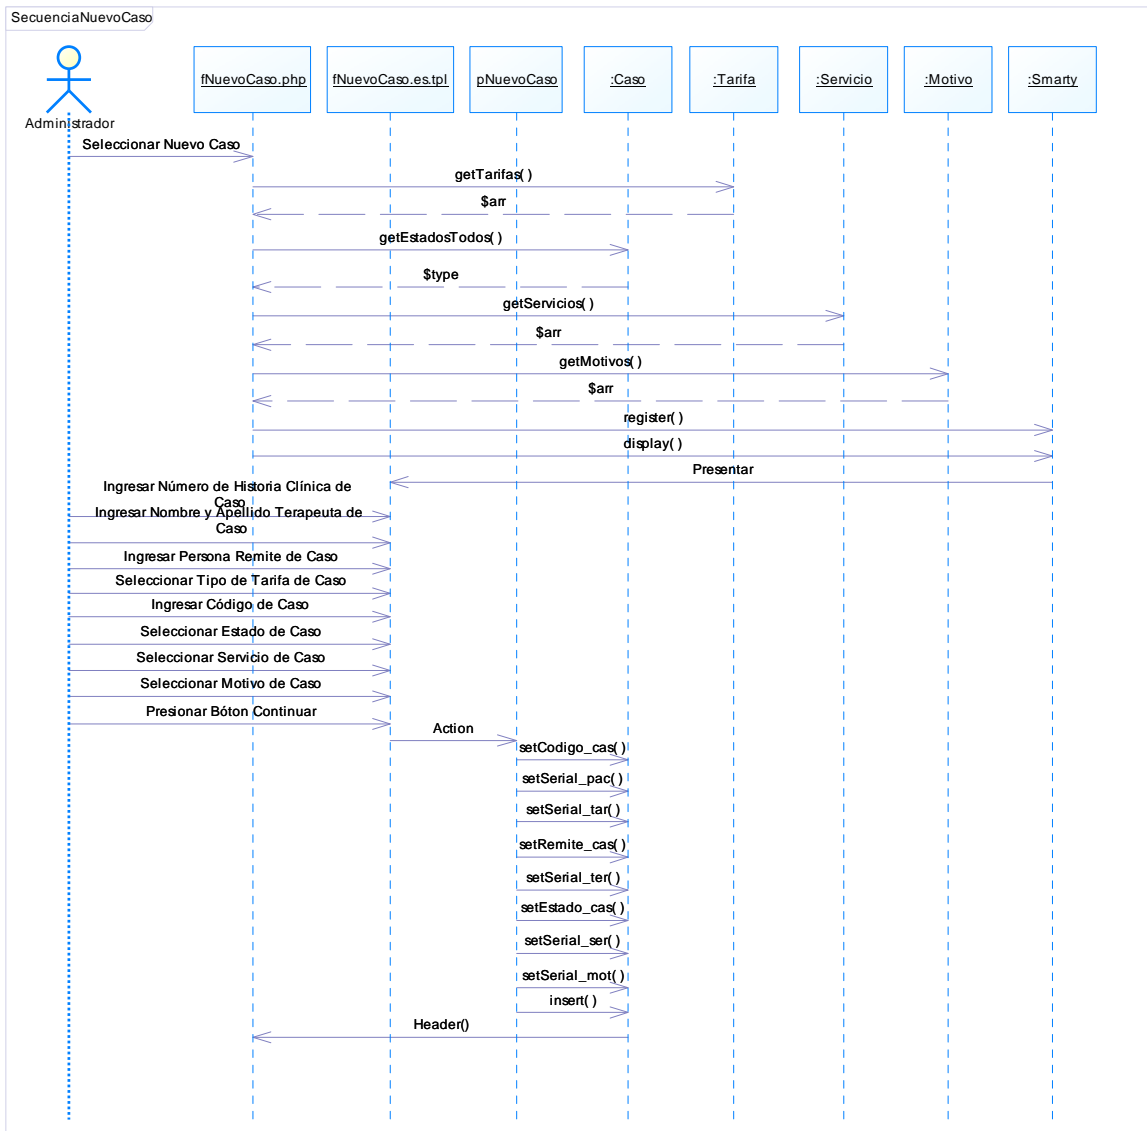 SecuenciaNuevoCaso
fNuevoCaso.php
fNuevoCaso.es.tpl
pNuevoCaso
:Caso
:Tarifa
:Servicio
:Motivo
:Smarty
Administrador
Seleccionar Nuevo Caso
getTarifas( )
$arr
getEstadosTodos( )
$type
getServicios( )
$arr
getMotivos( )
$arr
register( )
display( )
Presentar
Ingresar Número de Historia Clínica de
Caso
Ingresar Nombre y Apellido Terapeuta de
Caso
Ingresar Persona Remite de Caso
Seleccionar Tipo de Tarifa de Caso
Ingresar Código de Caso
Seleccionar Estado de Caso
Seleccionar Servicio de Caso
Seleccionar Motivo de Caso
Presionar Bóton Continuar
Action
setCodigo_cas( )
setSerial_pac( )
setSerial_tar( )
setRemite_cas( )
setSerial_ter( )
setEstado_cas( )
setSerial_ser( )
setSerial_mot( )
insert( )
Header()